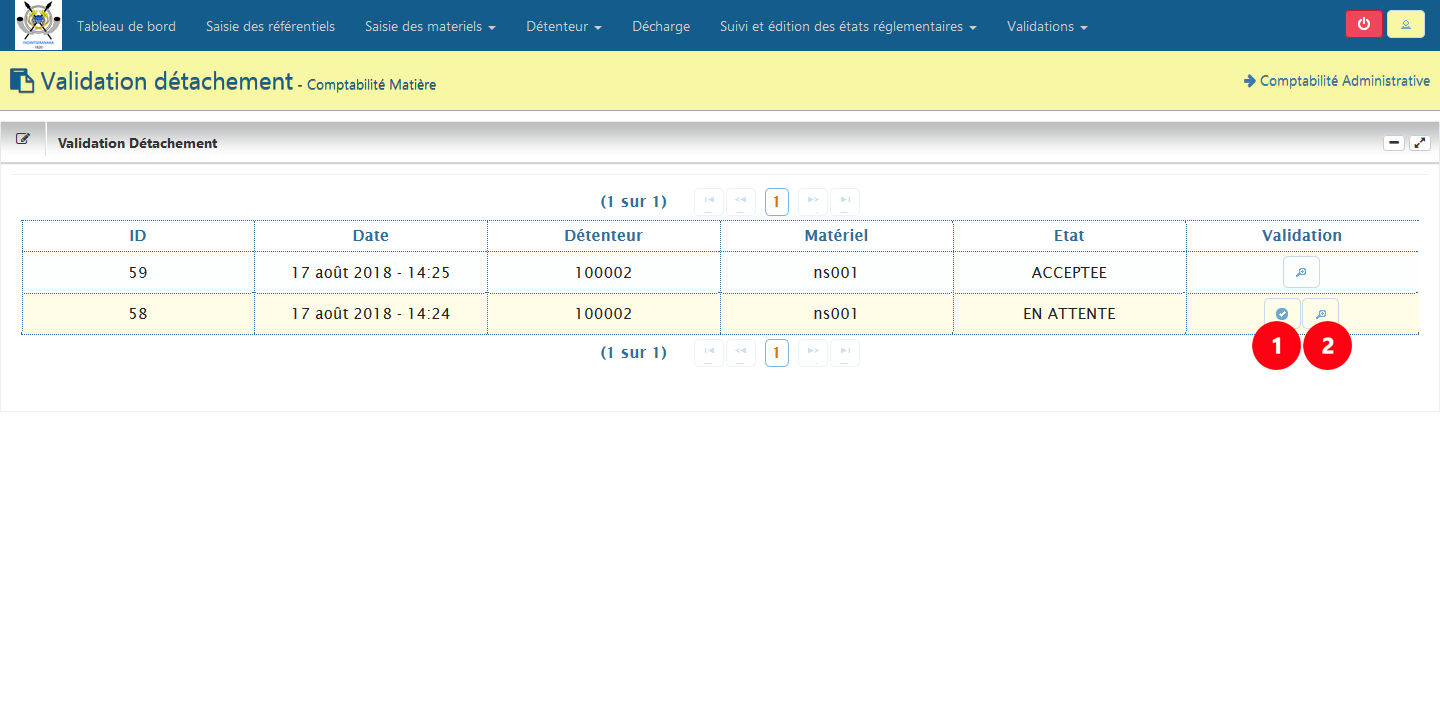 Tableau de bord Saisie des référentiels Saisie des materiels Détenteur Décharge Suivi et édition des états réglementaires Validations
Validation détachement - Comptabilité Matière Comptabilité Administrative
Validation Détachement
(1 sur 1) 1
ID Date Détenteur Matériel Etat Validation
59 17 août 2018 - 14:25 100002 ns001 ACCEPTEE
58 17 août 2018 - 14:24 100002 ns001 EN ATTENTE
1 2
(1 sur 1) 1